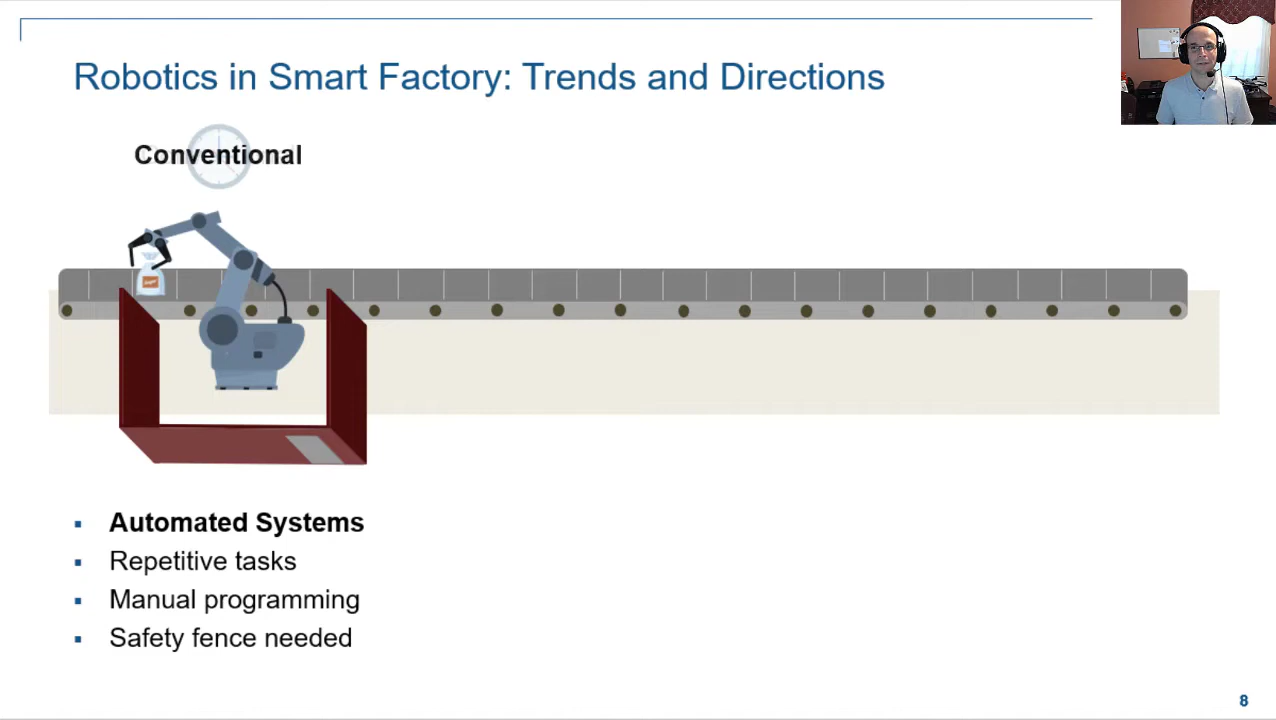 Robotics in Smart Factory: Trends and Directions
Conventional
Automated Systems
Repetitive tasks
Manual programming
Safety fence needed
8